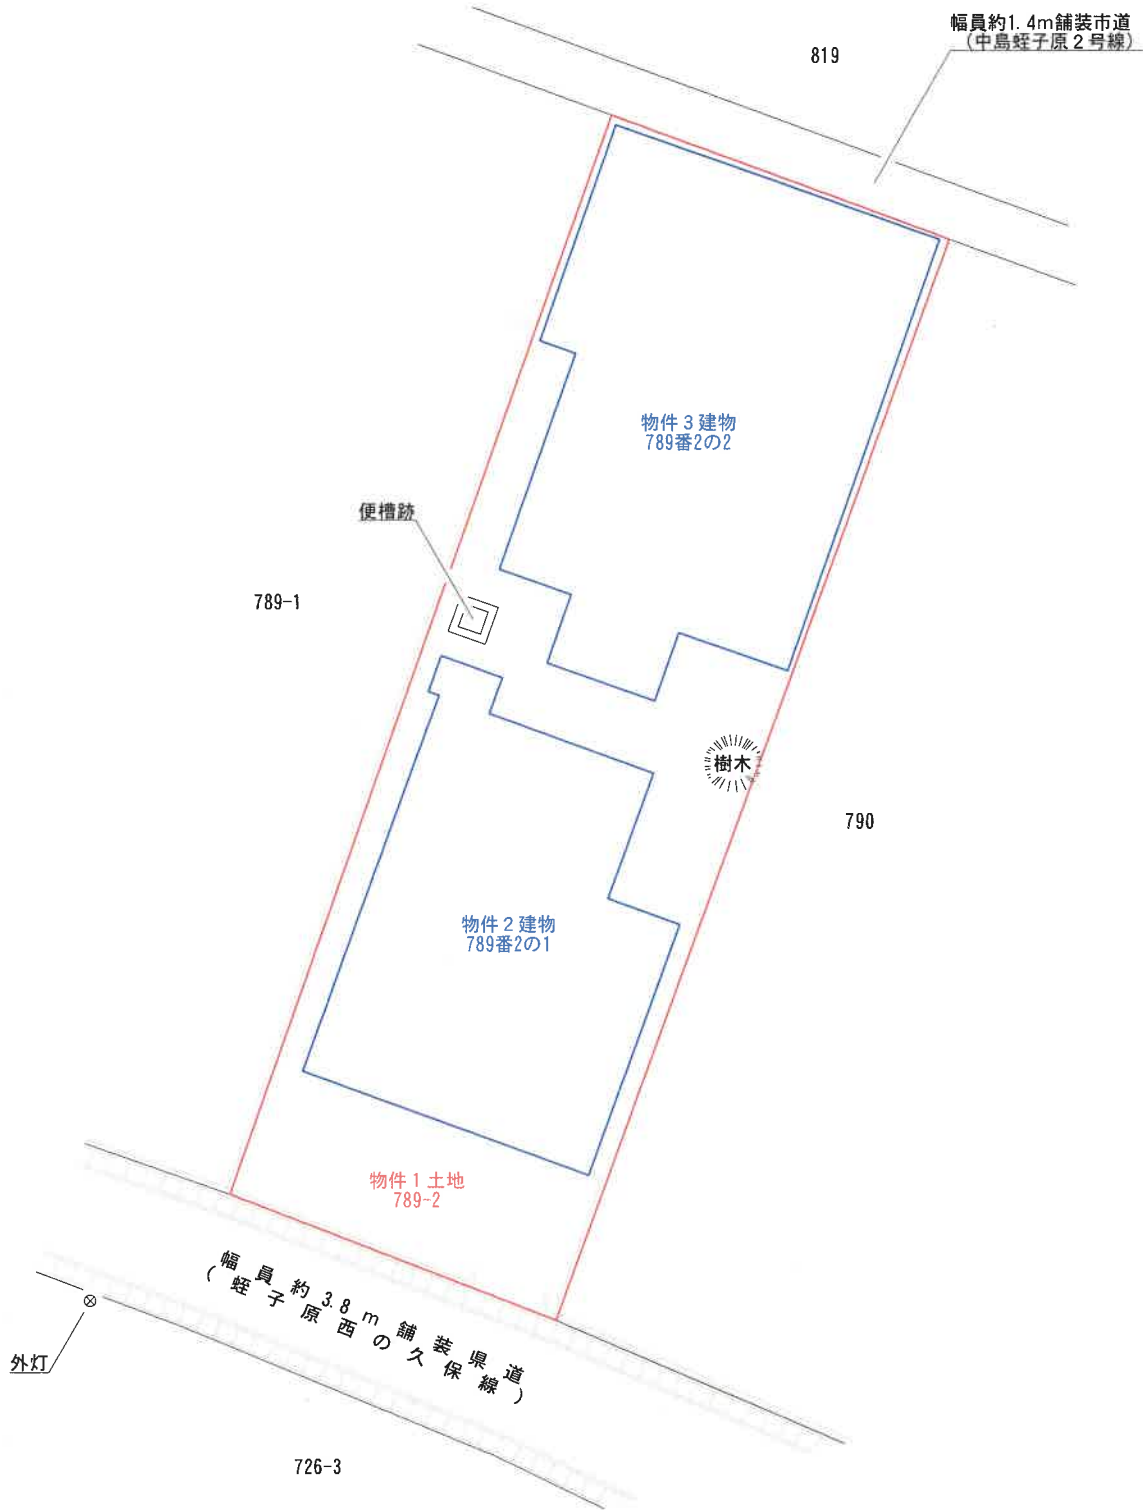 幅員約1.4m舗装市道
(中島蛭子原2号線)
819
物件3建物
789番2の2
便槽跡
789-1
樹木
790
物件2建物
789番2の1
物件1土地
789-2
幅員約3.8m舗装県道
(蛭子原西の久保線)
外灯
726-3